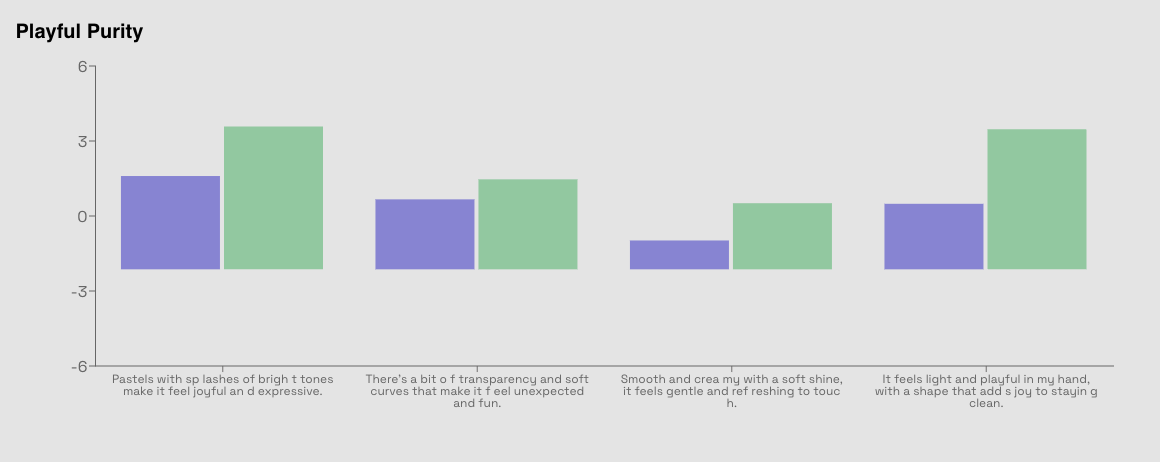 Playful Purity
6
3
0
-3
-6
Pastels with sp lashes of brigh t tones
make it feel joyful an d expressive.
There's a bit o f transparency and soft
curves that make it f eel unexpected
and fun.
Smooth and crea my with a soft shine,
it feels gentle and ref reshing to touc
h.
It feels light and playful in my hand,
with a shape that add s joy to stayin g
clean.